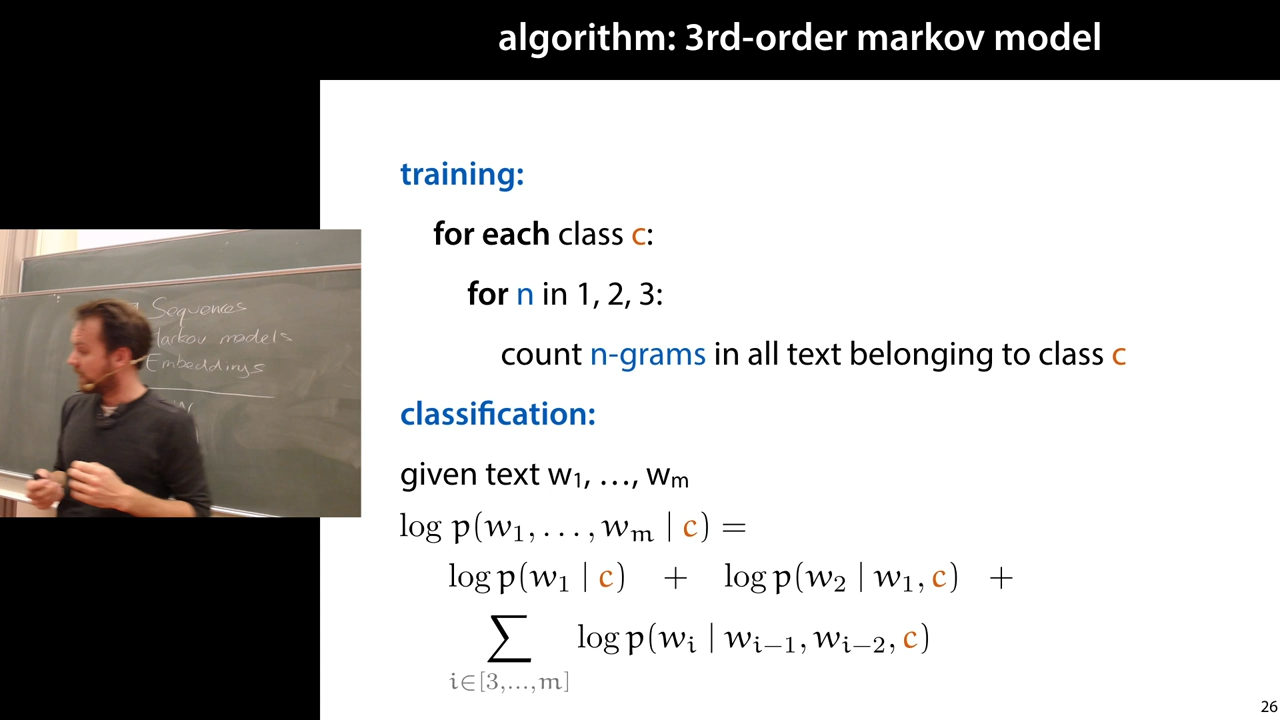 algorithm: 3rd-order markov model
training:
for each class c:
for n in 1, 2, 3:
count n-grams in all text belonging to class c
classification:
given text w₁, …, wₘ
log p(w₁, . . . , wₘ | c) =
log p(w₁ | c) + log p(w₂ | w₁, c) +
∑ log p(wᵢ | wᵢ₋₁, wᵢ₋₂, c)
i∈[3,...,m]
26
Sequences
Markov models
Embeddings